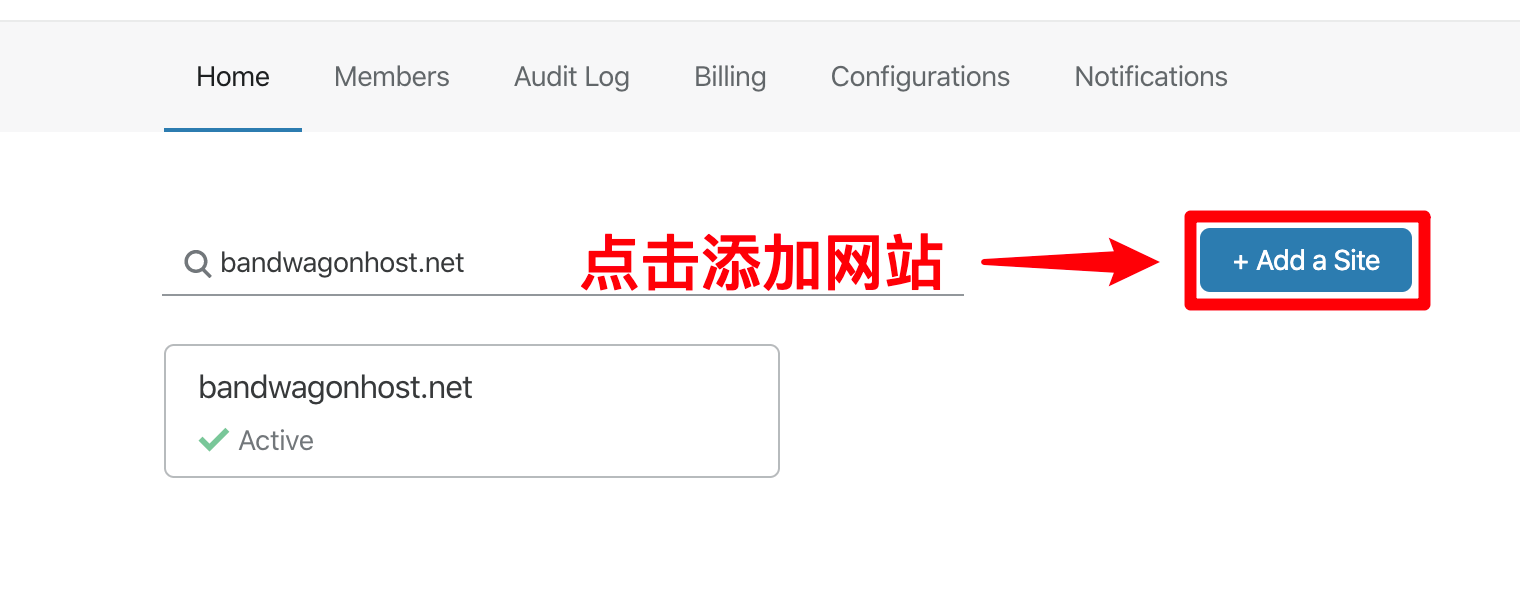 Home Members Audit Log Billing Configurations Notifications
bandwagonhost.net 点击添加网站 + Add a Site
bandwagonhost.net
Active